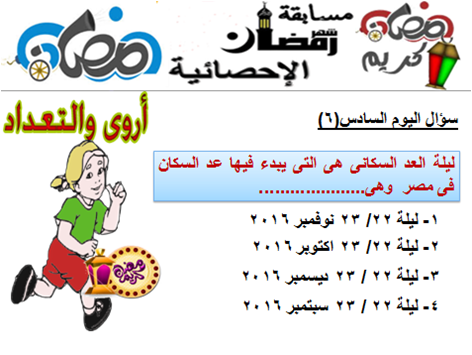 رمضان
مسابقة
شهر رمضان
الإحصائية
رمضان
كريم
أروى والتعداد
سؤال اليوم السادس(٦)
ليلة العد السكانى هى التى يبدء فيها عد السكان
فى مصر وهى......................
١- ليلة ٢٢/ ٢٣ نوفمبر ٢٠١٦
٢- ليلة ٢٢/ ٢٣ اكتوبر ٢٠١٦
٣- ليلة ٢٢ / ٢٣ ديسمبر ٢٠١٦
٤- ليلة ٢٢ / ٢٣ سبتمبر ٢٠١٦